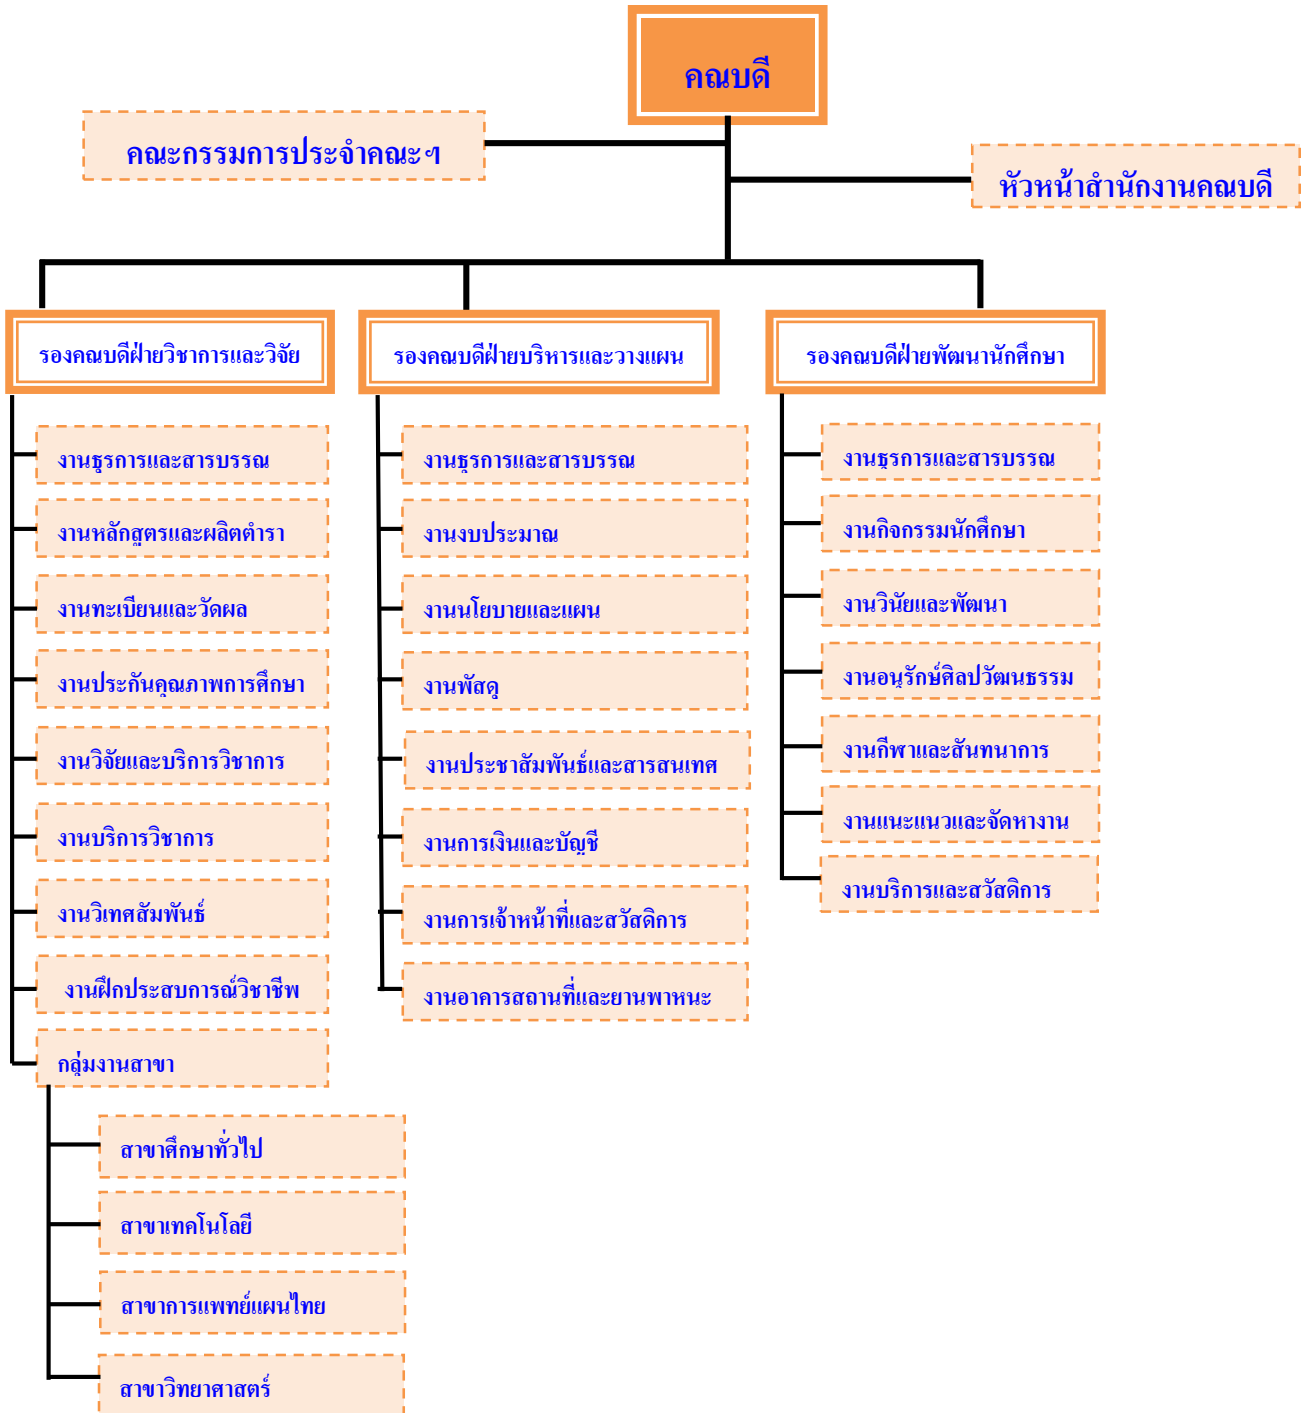 คณบดี
คณะกรรมการประจำคณะฯ
หัวหน้าสำนักงานคณบดี
รองคณบดีฝ่ายวิชาการและวิจัย
งานธุรการและสารบรรณ
งานหลักสูตรและผลิตตำรา
งานทะเบียนและวัดผล
งานประกันคุณภาพการศึกษา
งานวิจัยและบริการวิชาการ
งานบริการวิชาการ
งานวิเทศสัมพันธ์
งานฝึกประสบการณ์วิชาชีพ
กลุ่มงานสาขา
สาขาศึกษาทั่วไป
สาขาเทคโนโลยี
สาขาการแพทย์แผนไทย
สาขาวิทยาศาสตร์
รองคณบดีฝ่ายบริหารและวางแผน
งานธุรการและสารบรรณ
งานงบประมาณ
งานนโยบายและแผน
งานพัสดุ
งานประชาสัมพันธ์และสารสนเทศ
งานการเงินและบัญชี
งานการเจ้าหน้าที่และสวัสดิการ
งานอาคารสถานที่และยานพาหนะ
รองคณบดีฝ่ายพัฒนานักศึกษา
งานธุรการและสารบรรณ
งานกิจกรรมนักศึกษา
งานวินัยและพัฒนา
งานอนุรักษ์ศิลปวัฒนธรรม
งานกีฬาและสันทนาการ
งานแนะแนวและจัดหางาน
งานบริการและสวัสดิการ